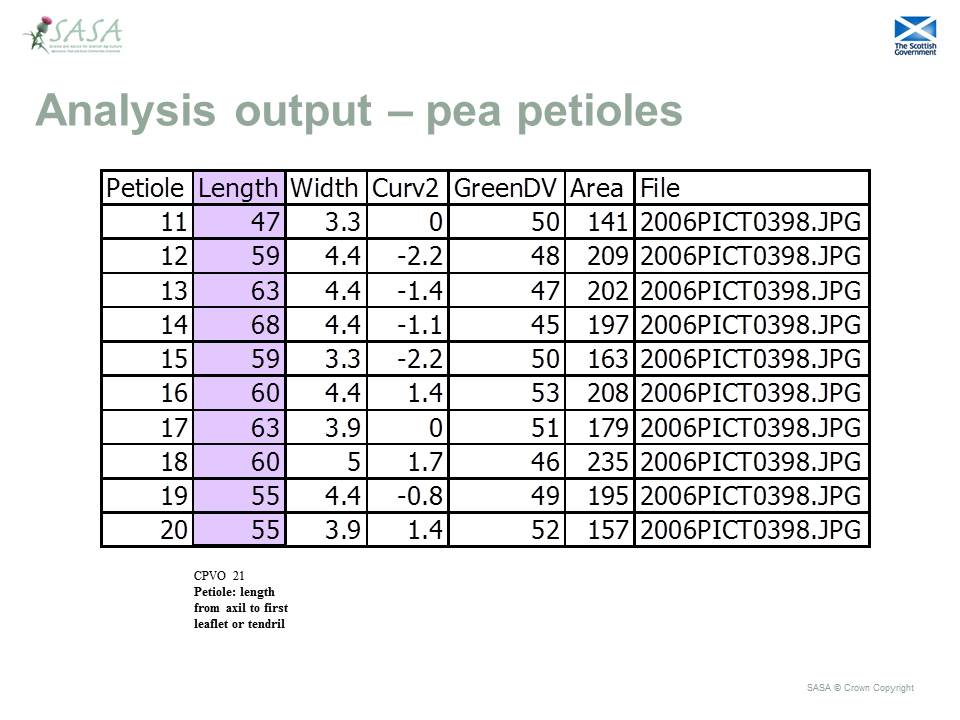 SASA
Science and Advice for Scottish Agriculture
The Scottish
Government
Analysis output – pea petioles
Petiole Length Width Curv2 GreenDV Area File
11 47 3.3 0 50 141 2006PICT0398.JPG
12 59 4.4 -2.2 48 209 2006PICT0398.JPG
13 63 4.4 -1.4 47 202 2006PICT0398.JPG
14 68 4.4 -1.1 45 197 2006PICT0398.JPG
15 59 3.3 -2.2 50 163 2006PICT0398.JPG
16 60 4.4 1.4 53 208 2006PICT0398.JPG
17 63 3.9 0 51 179 2006PICT0398.JPG
18 60 5 1.7 46 235 2006PICT0398.JPG
19 55 4.4 -0.8 49 195 2006PICT0398.JPG
20 55 3.9 1.4 52 157 2006PICT0398.JPG
CPVO 21
Petiole: length
from axil to first
leaflet or tendril
SASA © Crown Copyright